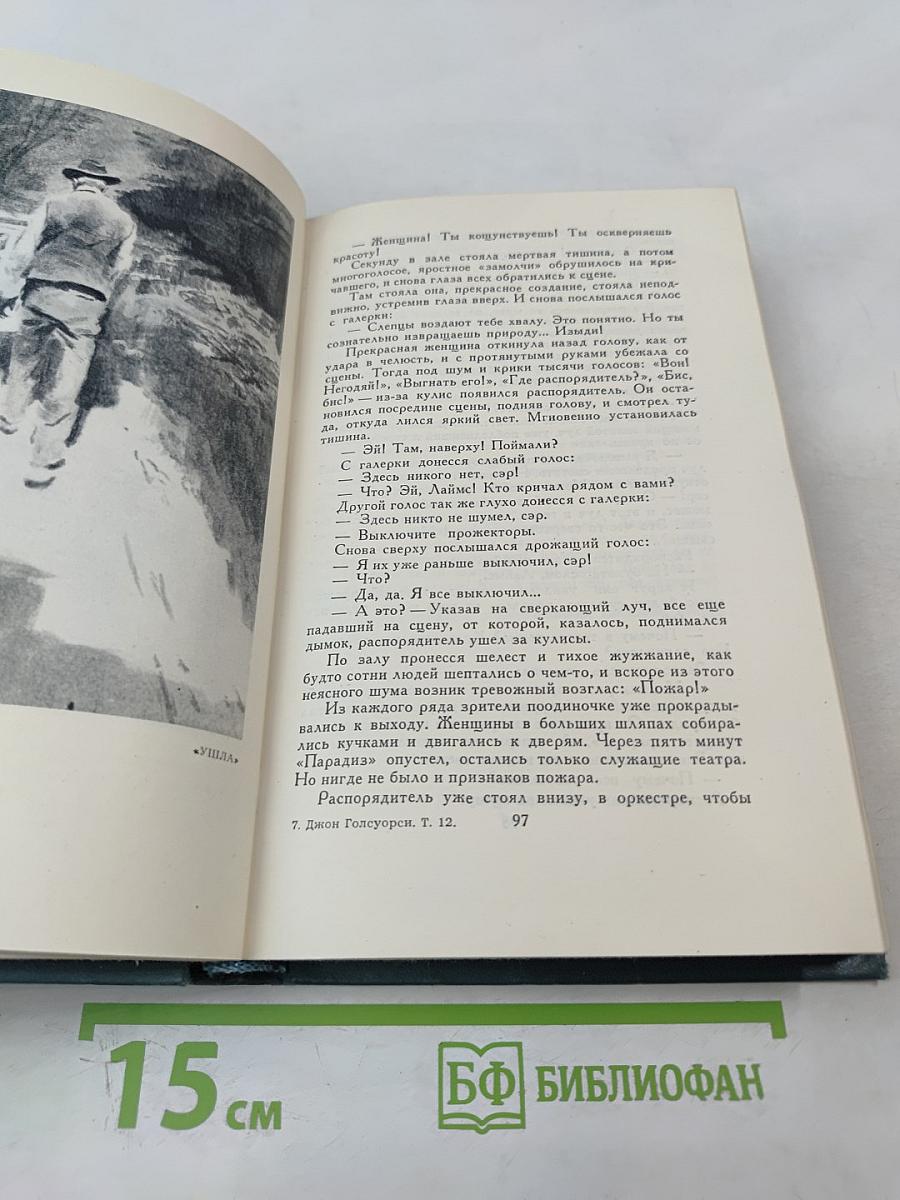 «УШЛА»
— Женщина! Ты кощунствуешь! Ты оскверняешь
красоту!
Секунду в зале стояла мертвая тишина, а потом
многоголосое, яростное «замолчи» обрушилось на кри-
чавшего, и снова глаза всех обратились к сцене.
Там стояла она, прекрасное создание, стояла непод-
вижно, устремив глаза вверх. И снова послышался голос
с галерки:
— Слепцы воздают тебе хвалу. Это понятно. Но ты
сознательно извращаешь природу... Изыди!
Прекрасная женщина откинула назад голову, как от
удара в челюсть, и с протянутыми руками убежала со
сцены. Тогда под шум и крики тысячи голосов: «Вон!
Негодяй!», «Выгнать его!», «Где распорядитель?», «Бис,
бис!» — из-за кулис появился распорядитель. Он оста-
новился посредине сцены, подняв голову, и смотрел ту-
да, откуда лился яркий свет. Мгновенно установилась
тишина.
— Эй! Там, наверху! Поймали?
С галерки донесся слабый голос:
— Здесь никого нет, сэр!
— Что? Эй, Лаймс! Кто кричал рядом с вами?
Другой голос так же глухо донесся с галерки:
— Здесь никто не шумел, сэр.
— Выключите прожекторы.
Снова сверху послышался дрожащий голос:
— Я их уже раньше выключил, сэр!
— Что?
— Да, да. Я все выключил...
— А это? — Указав на сверкающий луч, все еще
падавший на сцену, от которой, казалось, поднимался
дымок, распорядитель ушел за кулисы.
По залу пронесся шелест и тихое жужжание, как
будто сотни людей шептались о чем-то, и вскоре из этого
неясного шума возник тревожный возглас: «Пожар!»
Из каждого ряда зрители поодиночке уже прокрады-
вались к выходу. Женщины в больших шляпах собира-
лись кучками и двигались к дверям. Через пять минут
«Парадиз» опустел, остались только служащие театра.
Но нигде не было и признаков пожара.
Распорядитель уже стоял внизу, в оркестре, чтобы
7. Джон Голсуорси. Т. 12. 97
15 см
БФ БИБЛИОФАН